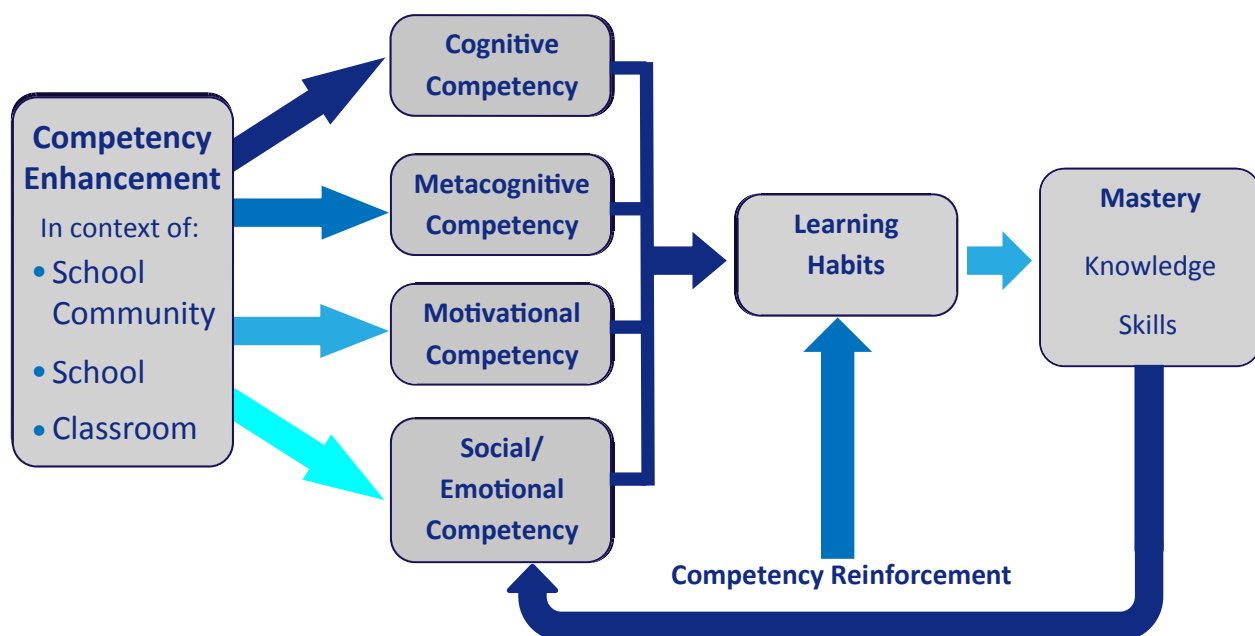 Competency
Enhancement
In context of:
• School
Community
• School
• Classroom
Cognitive
Competency
Metacognitive
Competency
Motivational
Competency
Social/
Emotional
Competency
Learning
Habits
Mastery
Knowledge
Skills
Competency Reinforcement